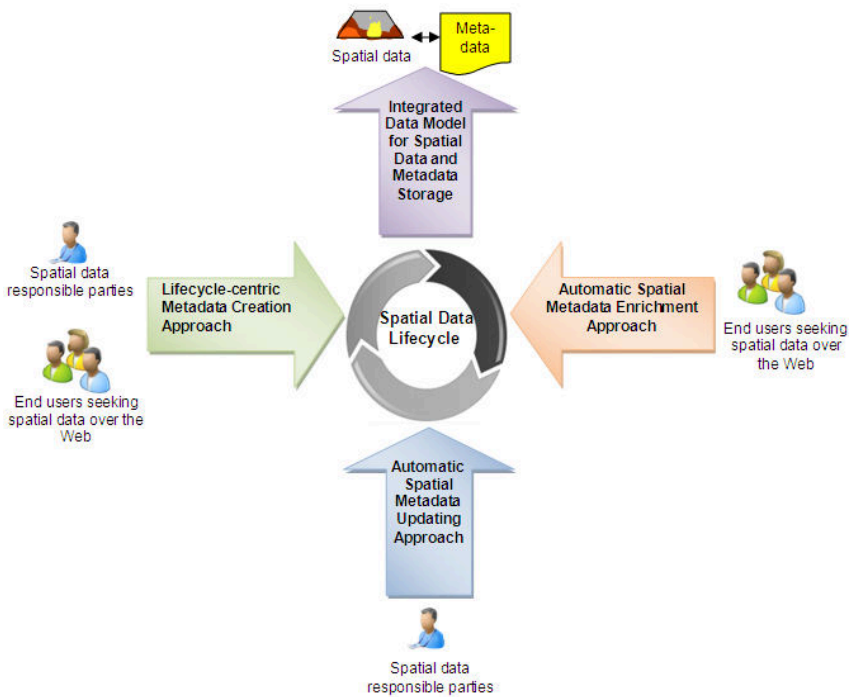 Spatial data
Meta-
data
Integrated
Data Model
for Spatial
Data and
Metadata
Storage
Spatial data
responsible parties
Lifecycle-centric
Metadata Creation
Approach
End users seeking
spatial data over the
Web
Spatial Data
Lifecycle
Automatic Spatial
Metadata Enrichment
Approach
End users seeking
spatial data over
the Web
Automatic
Spatial
Metadata
Updating
Approach
Spatial data
responsible parties